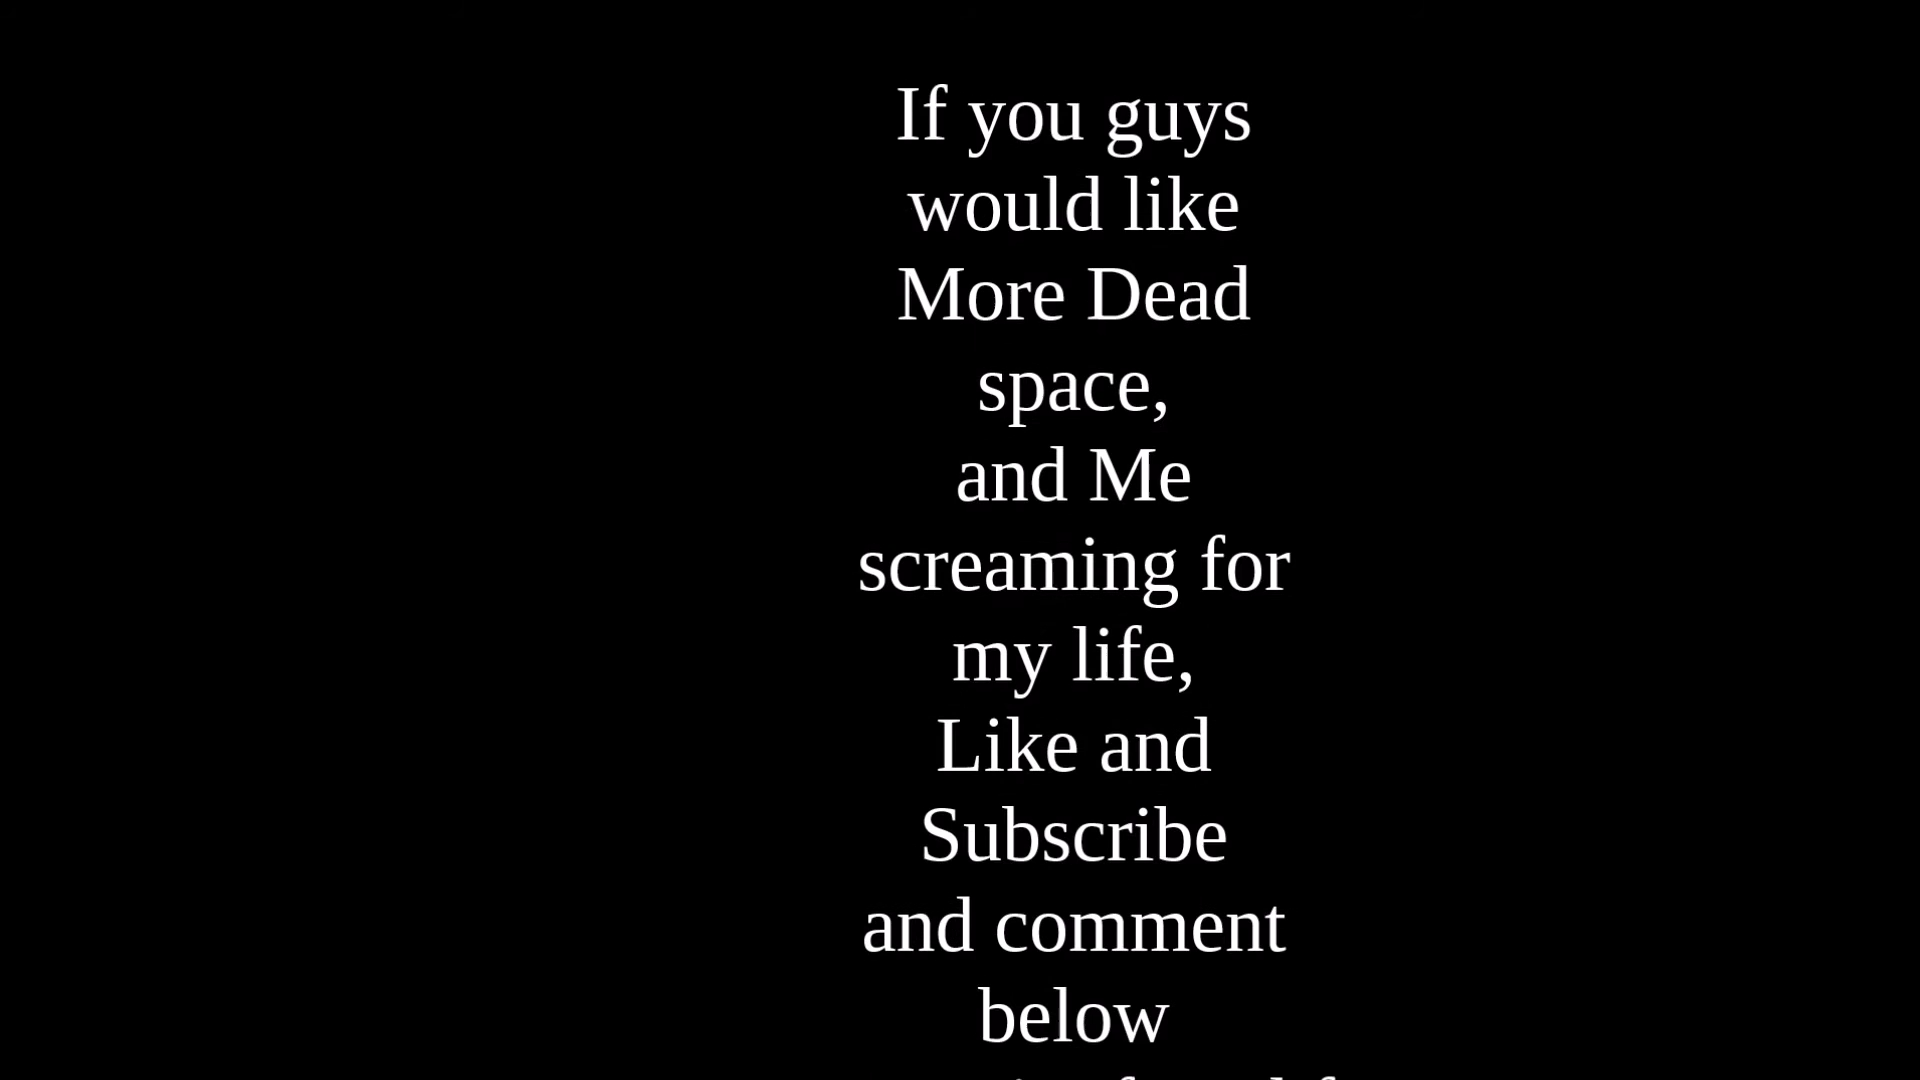 If you guys
would like
More Dead
space,
and Me
screaming for
my life,
Like and
Subscribe
and comment
below